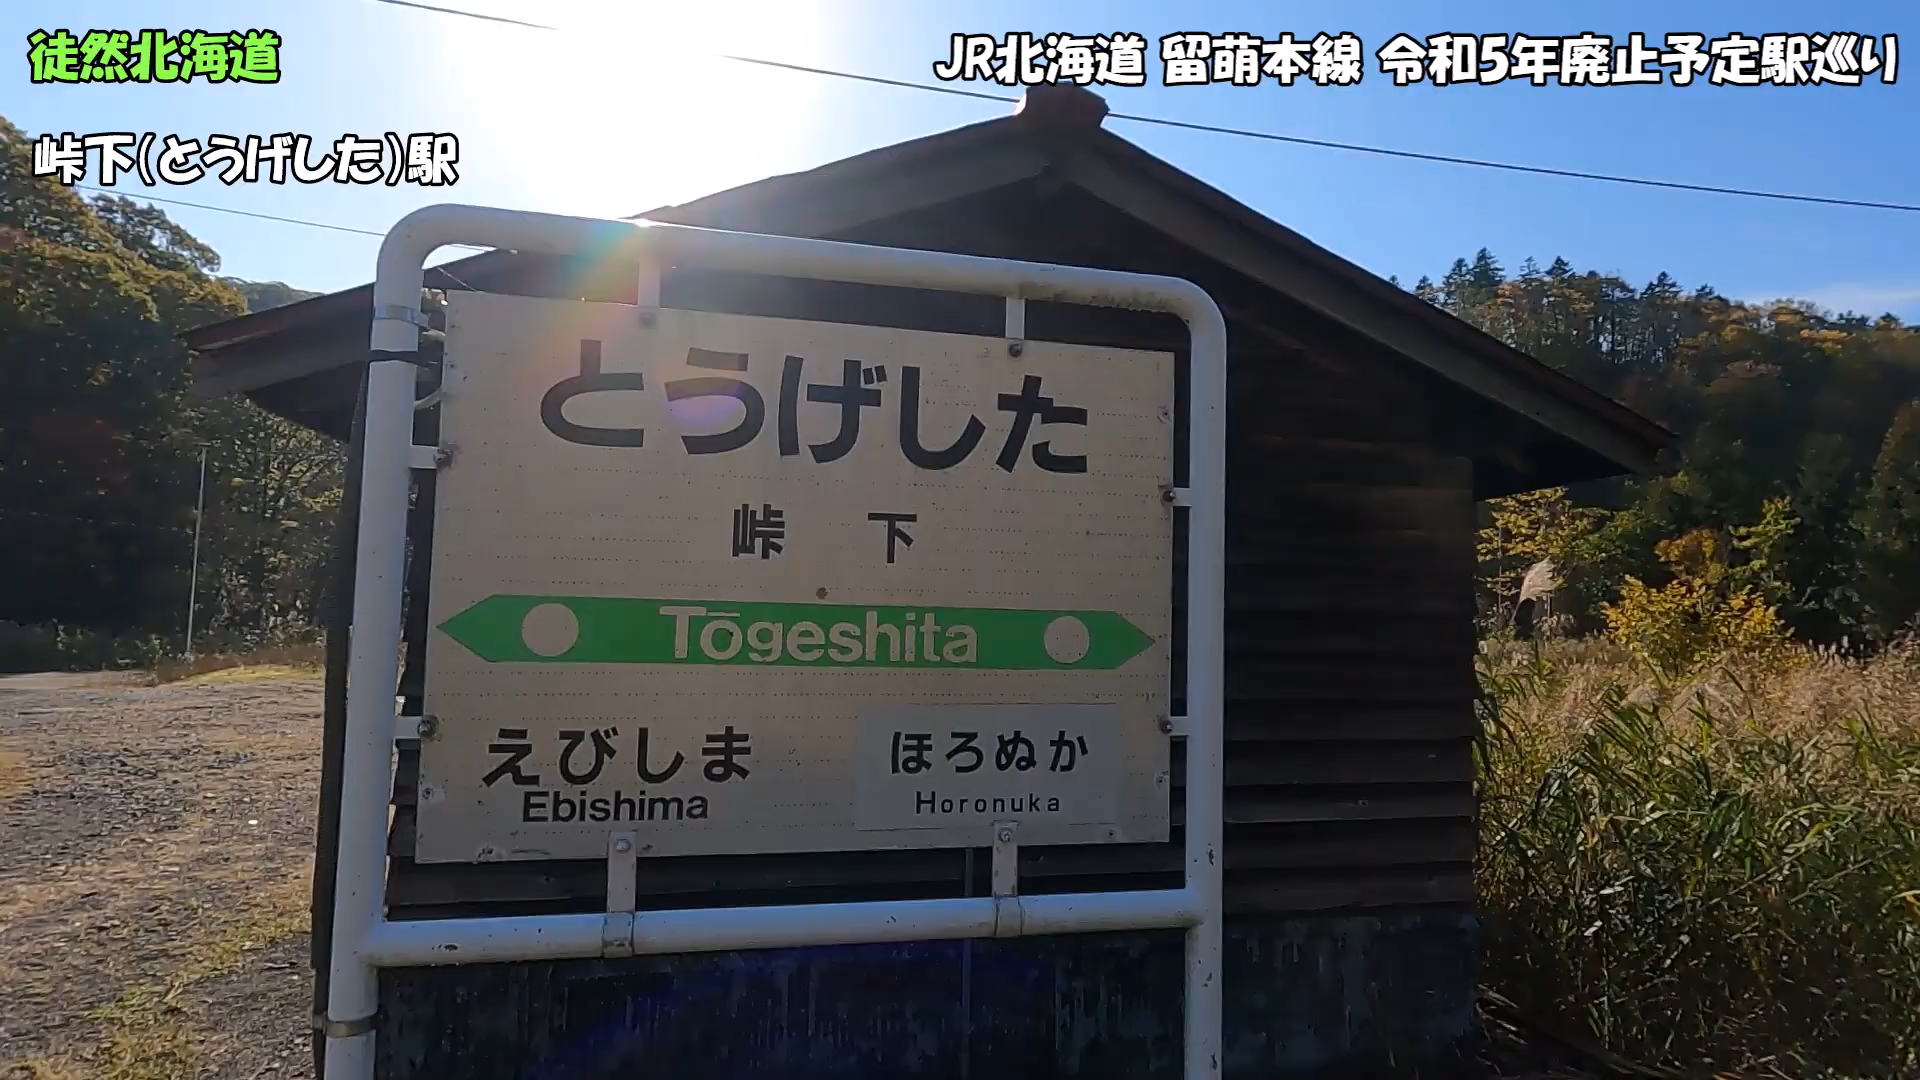 徒然北海道
JR北海道 留萌本線 令和5年廃止予定駅巡り
峠下(とうげした)駅
とうげした
峠 下
Tōgeshita
えびしま
Ebishima
ほろぬか
Horonuka